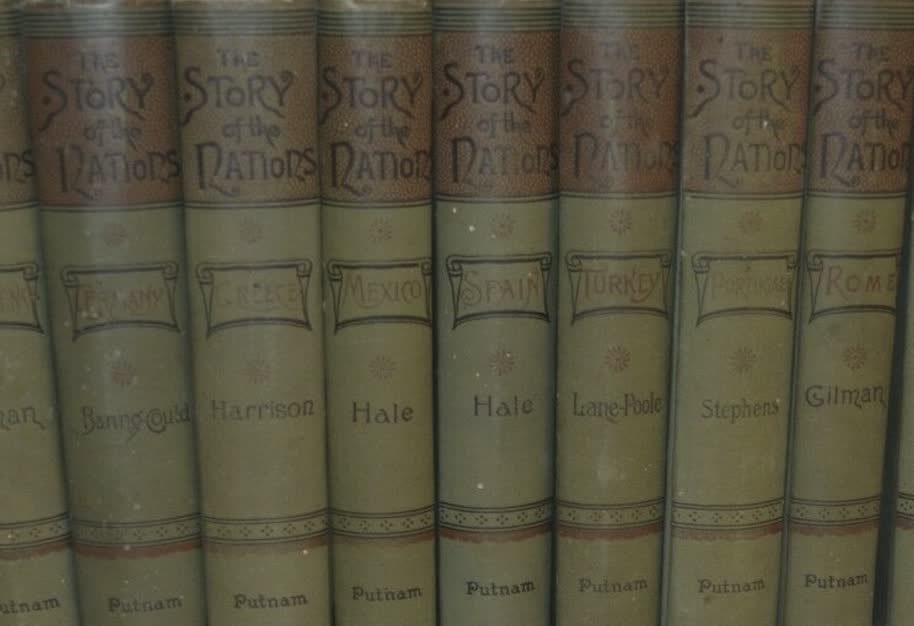 THE
STORY
of the
NATIONS
GERMANY
Baring-Gould
Putnam
THE
STORY
of the
NATIONS
GREECE
Harrison
Putnam
THE
STORY
of the
NATIONS
MEXICO
Hale
Putnam
THE
STORY
of the
NATIONS
SPAIN
Hale
Putnam
THE
STORY
of the
NATIONS
TURKEY
Lane-Poole
Putnam
THE
STORY
of the
NATIONS
PORTUGAL
Stephens
Putnam
THE
STORY
of the
NATIONS
ROME
Gilman
Putnam